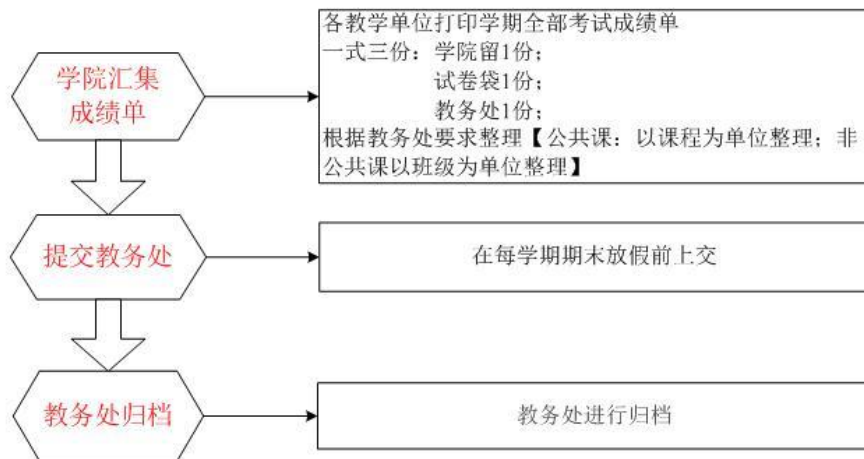 学院汇集
成绩单
各教学单位打印学期全部考试成绩单
一式三份：学院留1份；
试卷袋1份；
教务处1份；
根据教务处要求整理【公共课：以课程为单位整理；非
公共课以班级为单位整理】
提交教务处
在每学期期末放假前上交
教务处归档
教务处进行归档